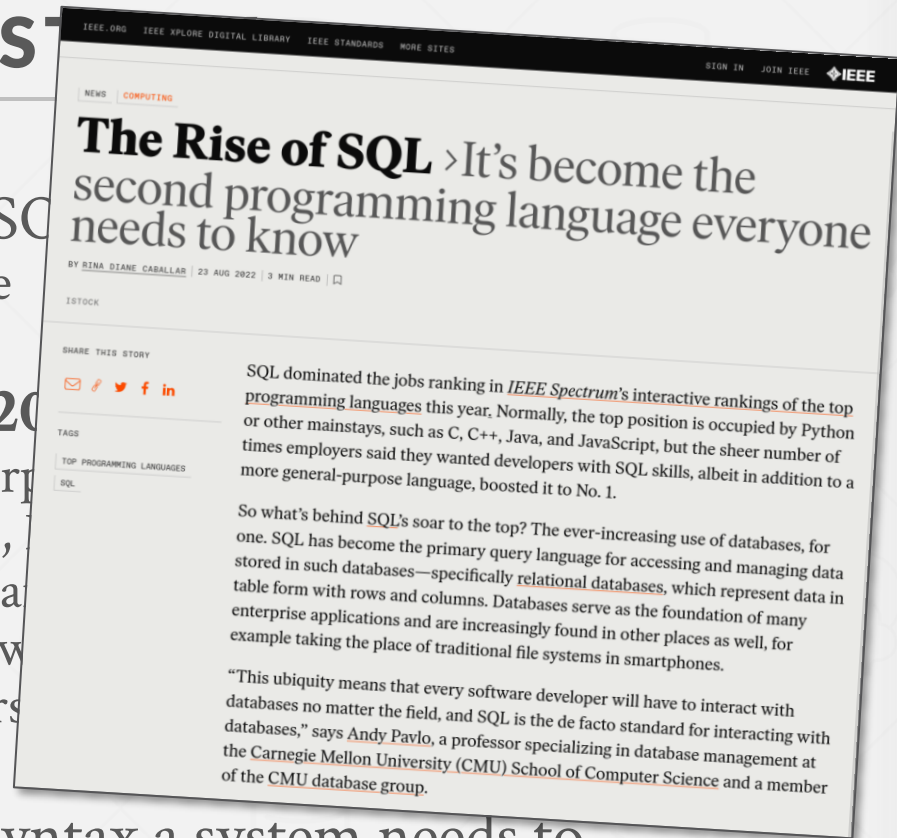 ST
IEEE.ORG IEEE XPLORE DIGITAL LIBRARY IEEE STANDARDS MORE SITES SIGN IN JOIN IEEE IEEE
NEWS COMPUTING
The Rise of SQL >It's become the
second programming language everyone
needs to know
BY RINA DIANE CABALLAR 23 AUG 2022 3 MIN READ
ISTOCK
SHARE THIS STORY
TAGS
TOP PROGRAMMING LANGUAGES
SQL
SQL dominated the jobs ranking in IEEE Spectrum's interactive rankings of the top
programming languages this year. Normally, the top position is occupied by Python
or other mainstays, such as C, C++, Java, and JavaScript, but the sheer number of
times employers said they wanted developers with SQL skills, albeit in addition to a
more general-purpose language, boosted it to No. 1.
So what's behind SQL's soar to the top? The ever-increasing use of databases, for
one. SQL has become the primary query language for accessing and managing data
stored in such databases—specifically relational databases, which represent data in
table form with rows and columns. Databases serve as the foundation of many
enterprise applications and are increasingly found in other places as well, for
example taking the place of traditional file systems in smartphones.
“This ubiquity means that every software developer will have to interact with
databases no matter the field, and SQL is the de facto standard for interacting with
databases,” says Andy Pavlo, a professor specializing in database management at
the Carnegie Mellon University (CMU) School of Computer Science and a member
of the CMU database group.
syntax a system needs to